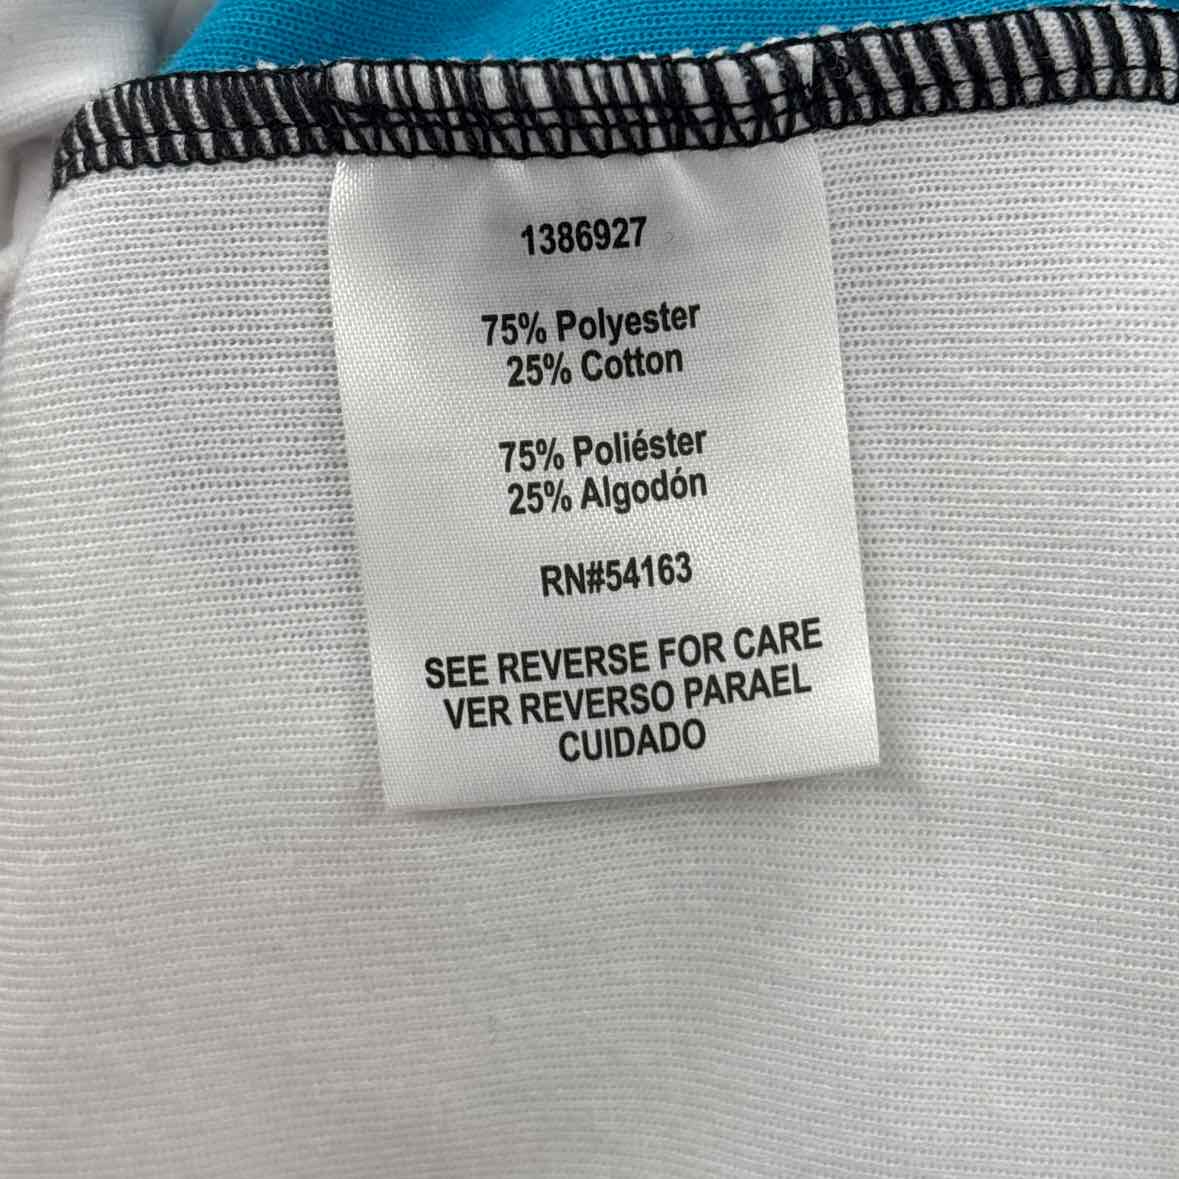 1386927
75% Polyester
25% Cotton
75% Poliéster
25% Algodón
RN#54163
SEE REVERSE FOR CARE
VER REVERSO PARAEL
CUIDADO